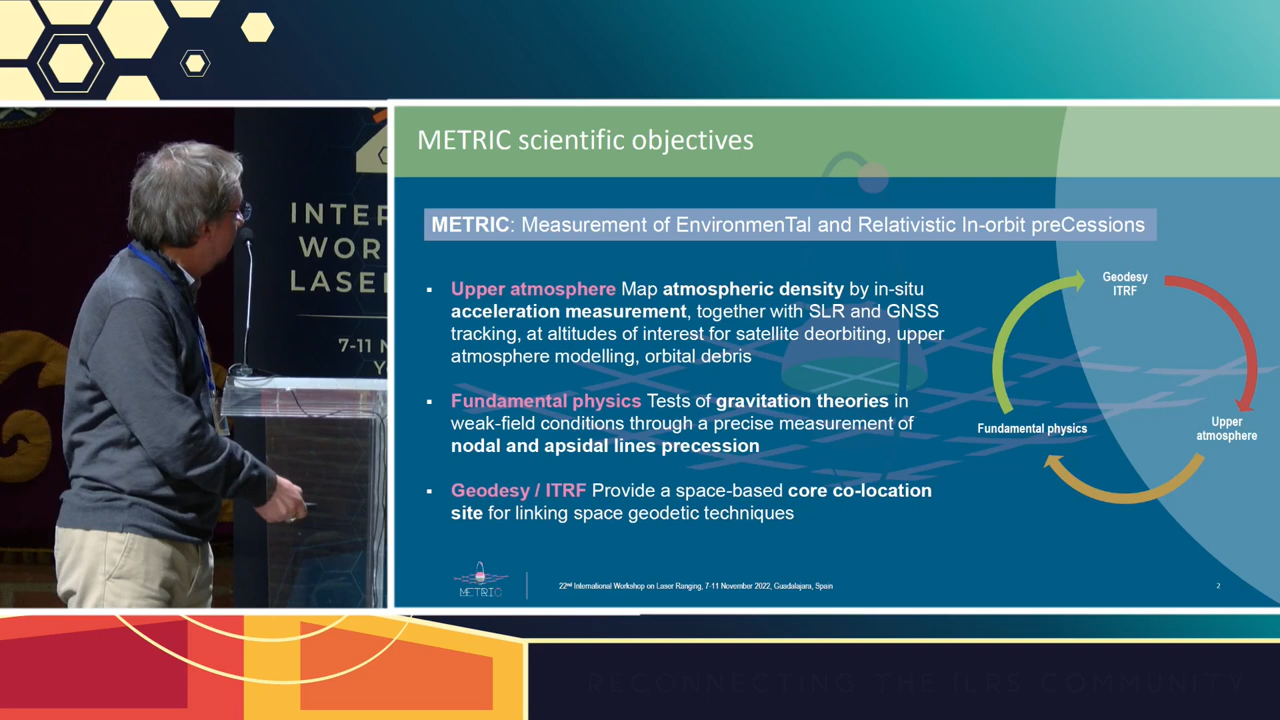 INTER
WOR
LASE
7-11 N
Y
METRIC scientific objectives
METRIC: Measurement of EnvironmenTal and Relativistic In-orbit preCessions
▪ Upper atmosphere Map atmospheric density by in-situ
acceleration measurement, together with SLR and GNSS
tracking, at altitudes of interest for satellite deorbiting, upper
atmosphere modelling, orbital debris
▪ Fundamental physics Tests of gravitation theories in
weak-field conditions through a precise measurement of
nodal and apsidal lines precession
▪ Geodesy / ITRF Provide a space-based core co-location
site for linking space geodetic techniques
Geodesy
ITRF
Upper
atmosphere
Fundamental physics
METRIC
22nd International Workshop on Laser Ranging, 7-11 November 2022, Guadalajara, Spain
2
RECONNECTING THE ILRS COMMUNITY